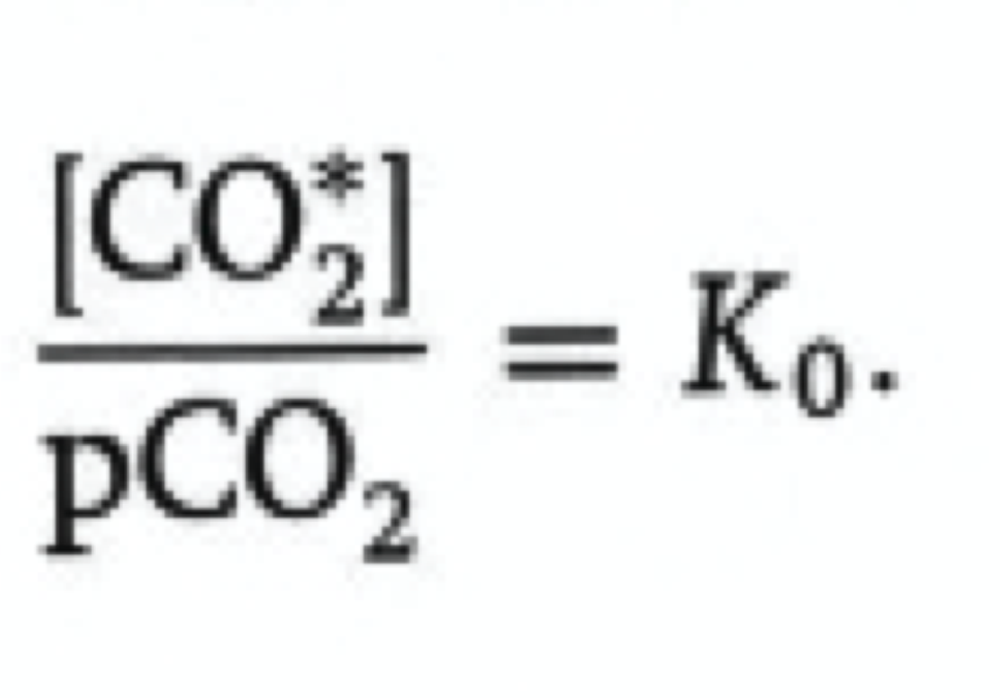 [CO₂*]
pCO₂ = K₀.